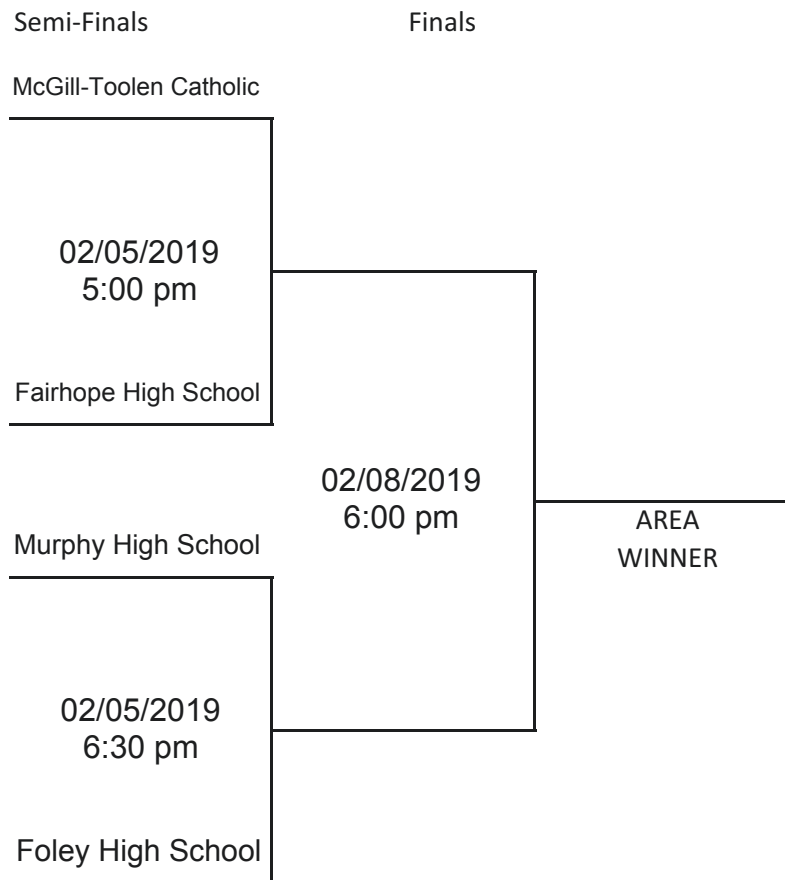 Semi-Finals
Finals
McGill-Toolen Catholic
02/05/2019
5:00 pm
Fairhope High School
02/08/2019
6:00 pm
AREA
WINNER
Murphy High School
02/05/2019
6:30 pm
Foley High School